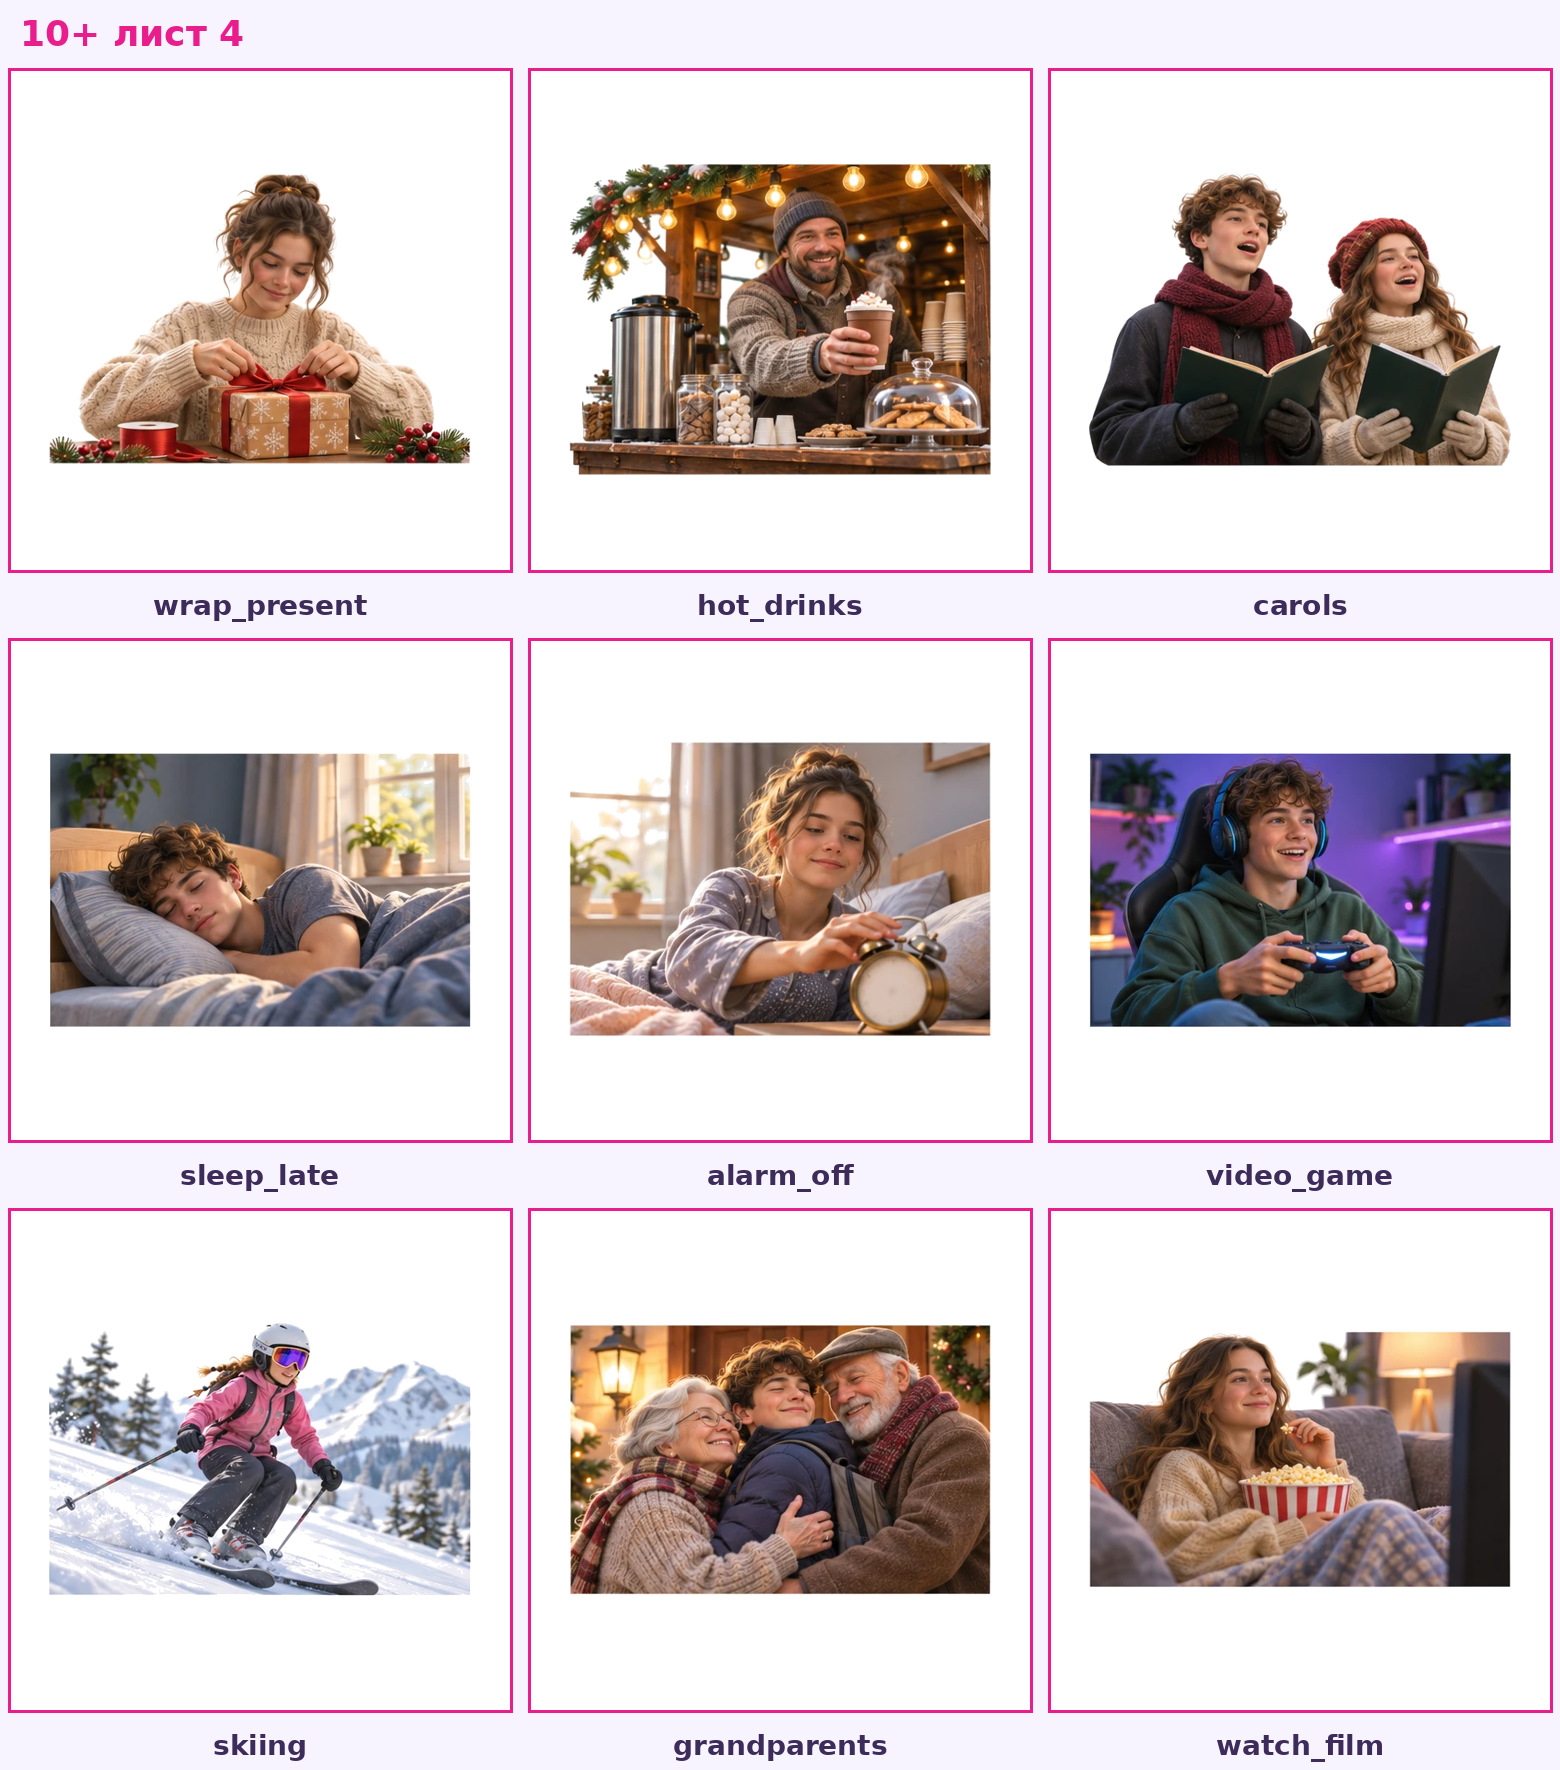 10+ лист 4
wrap_present
hot_drinks
carols
sleep_late
alarm_off
video_game
skiing
grandparents
watch_film